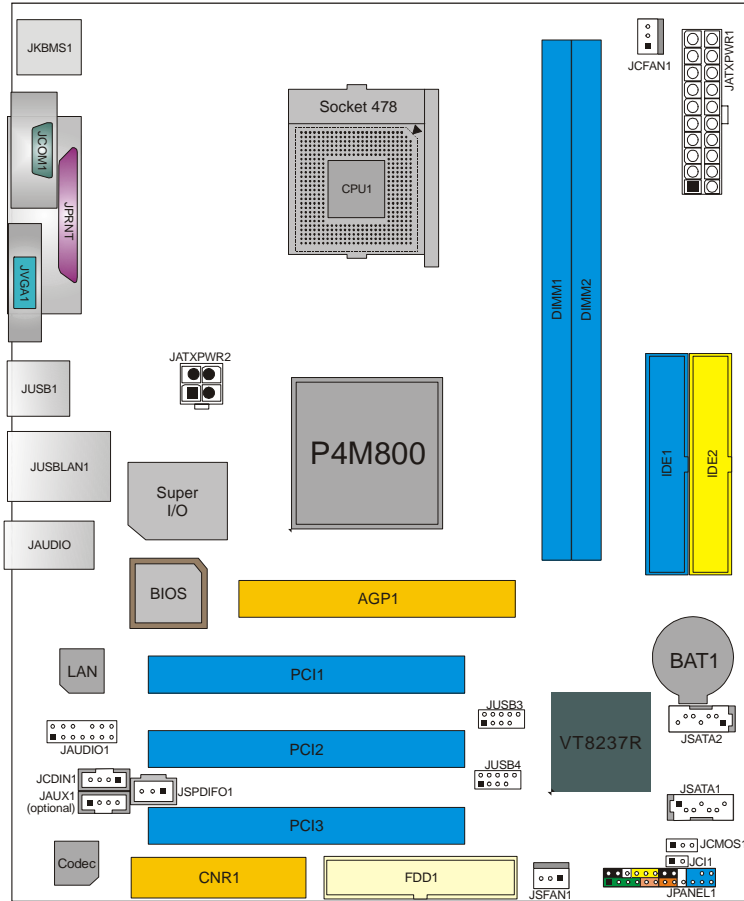 JKBMS1
JCFAN1
JATXPWR1
Socket 478
CPU1
JCOM1
JPRNT
JVGA1
DIMM1
DIMM2
JATXPWR2
JUSB1
P4M800
IDE1
IDE2
JUSBLAN1
Super
I/O
JAUDIO
BIOS
AGP1
LAN
PCI1
BAT1
JUSB3
JAUDIO1
PCI2
VT8237R
JSATA2
JUSB4
JCDIN1
JAUX1
(optional)
JSPDIFO1
JSATA1
PCI3
JCMOS1
JCI1
Codec
CNR1
FDD1
JSFAN1
JPANEL1